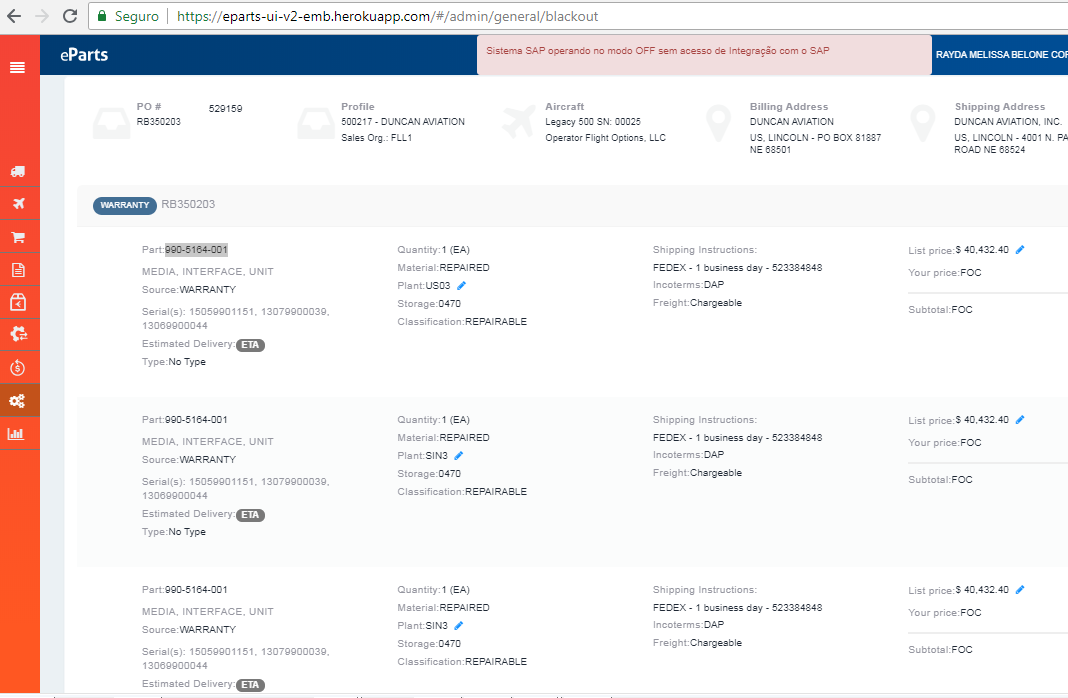 Seguro
https://eparts-ui-v2-emb.herokuapp.com/#/admin/general/blackout
eParts
Sistema SAP operando no modo OFF sem acesso de Integração com o SAP
RAYDA MELISSA BELONE COR
PO #
529159
RB350203
Profile
500217 - DUNCAN AVIATION
Sales Org.: FLL1
Aircraft
Legacy 500 SN: 00025
Operator Flight Options, LLC
Billing Address
DUNCAN AVIATION
US, LINCOLN - PO BOX 81887
NE 68501
Shipping Address
DUNCAN AVIATION, INC.
US, LINCOLN - 4001 N. PA
ROAD NE 68524
WARRANTY RB350203
Part:990-5164-001
MEDIA, INTERFACE, UNIT
Source:WARRANTY
Serial(s): 15059901151, 13079900039,
13069900044
Estimated Delivery:ETA
Type:No Type
Quantity:1 (EA)
Material:REPAIRED
Plant:US03
Storage:0470
Classification:REPAIRABLE
Shipping Instructions:
FEDEX - 1 business day - 523384848
Incoterms:DAP
Freight:Chargeable
List price:$ 40,432.40
Your price:FOC
Subtotal:FOC
Part:990-5164-001
MEDIA, INTERFACE, UNIT
Source:WARRANTY
Serial(s): 15059901151, 13079900039,
13069900044
Estimated Delivery:ETA
Type:No Type
Quantity:1 (EA)
Material:REPAIRED
Plant:SIN3
Storage:0470
Classification:REPAIRABLE
Shipping Instructions:
FEDEX - 1 business day - 523384848
Incoterms:DAP
Freight:Chargeable
List price:$ 40,432.40
Your price:FOC
Subtotal:FOC
Part:990-5164-001
MEDIA, INTERFACE, UNIT
Source:WARRANTY
Serial(s): 15059901151, 13079900039,
13069900044
Estimated Delivery:ETA
Quantity:1 (EA)
Material:REPAIRED
Plant:SIN3
Storage:0470
Classification:REPAIRABLE
Shipping Instructions:
FEDEX - 1 business day - 523384848
Incoterms:DAP
Freight:Chargeable
List price:$ 40,432.40
Your price:FOC
Subtotal:FOC